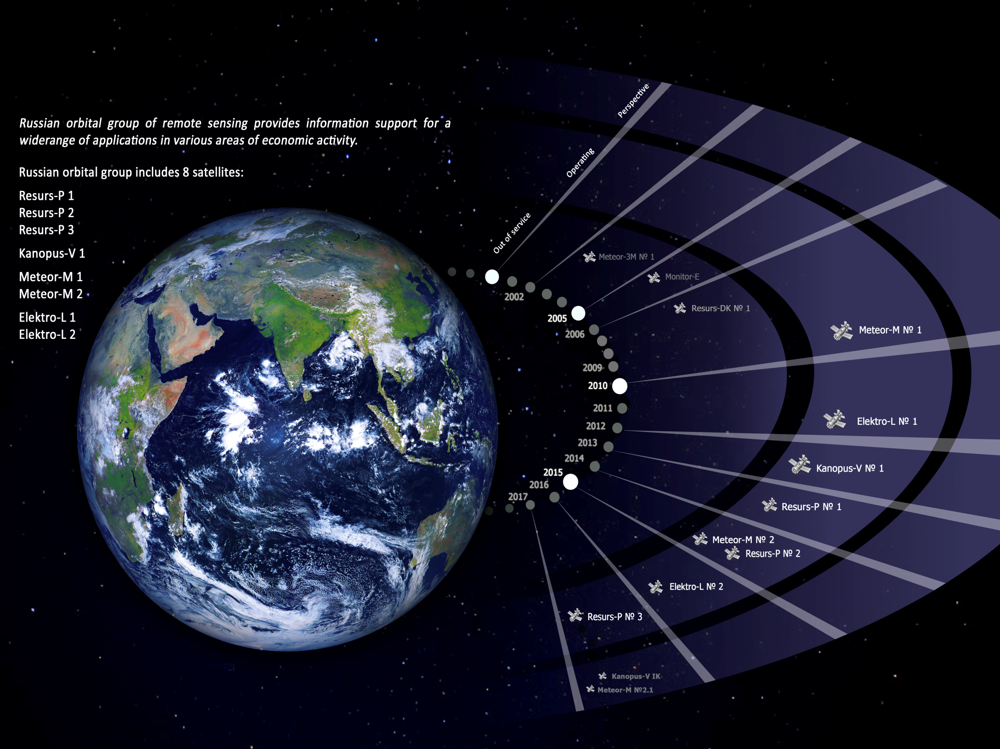 Russian orbital group of remote sensing provides information support for a
widerange of applications in various areas of economic activity.
Russian orbital group includes 8 satellites:
Resurs-P 1
Resurs-P 2
Resurs-P 3
Kanopus-V 1
Meteor-M 1
Meteor-M 2
Elektro-L 1
Elektro-L 2
Perspective
Operating
Out of service
2002
2005
2006
2009
2010
2011
2012
2013
2014
2015
2016
2017
Meteor-3M № 1
Monitor-E
Resurs-DK № 1
Meteor-M № 1
Elektro-L № 1
Kanopus-V № 1
Resurs-P № 1
Meteor-M № 2
Resurs-P № 2
Elektro-L № 2
Resurs-P № 3
Kanopus-V IK
Meteor-M №2.1